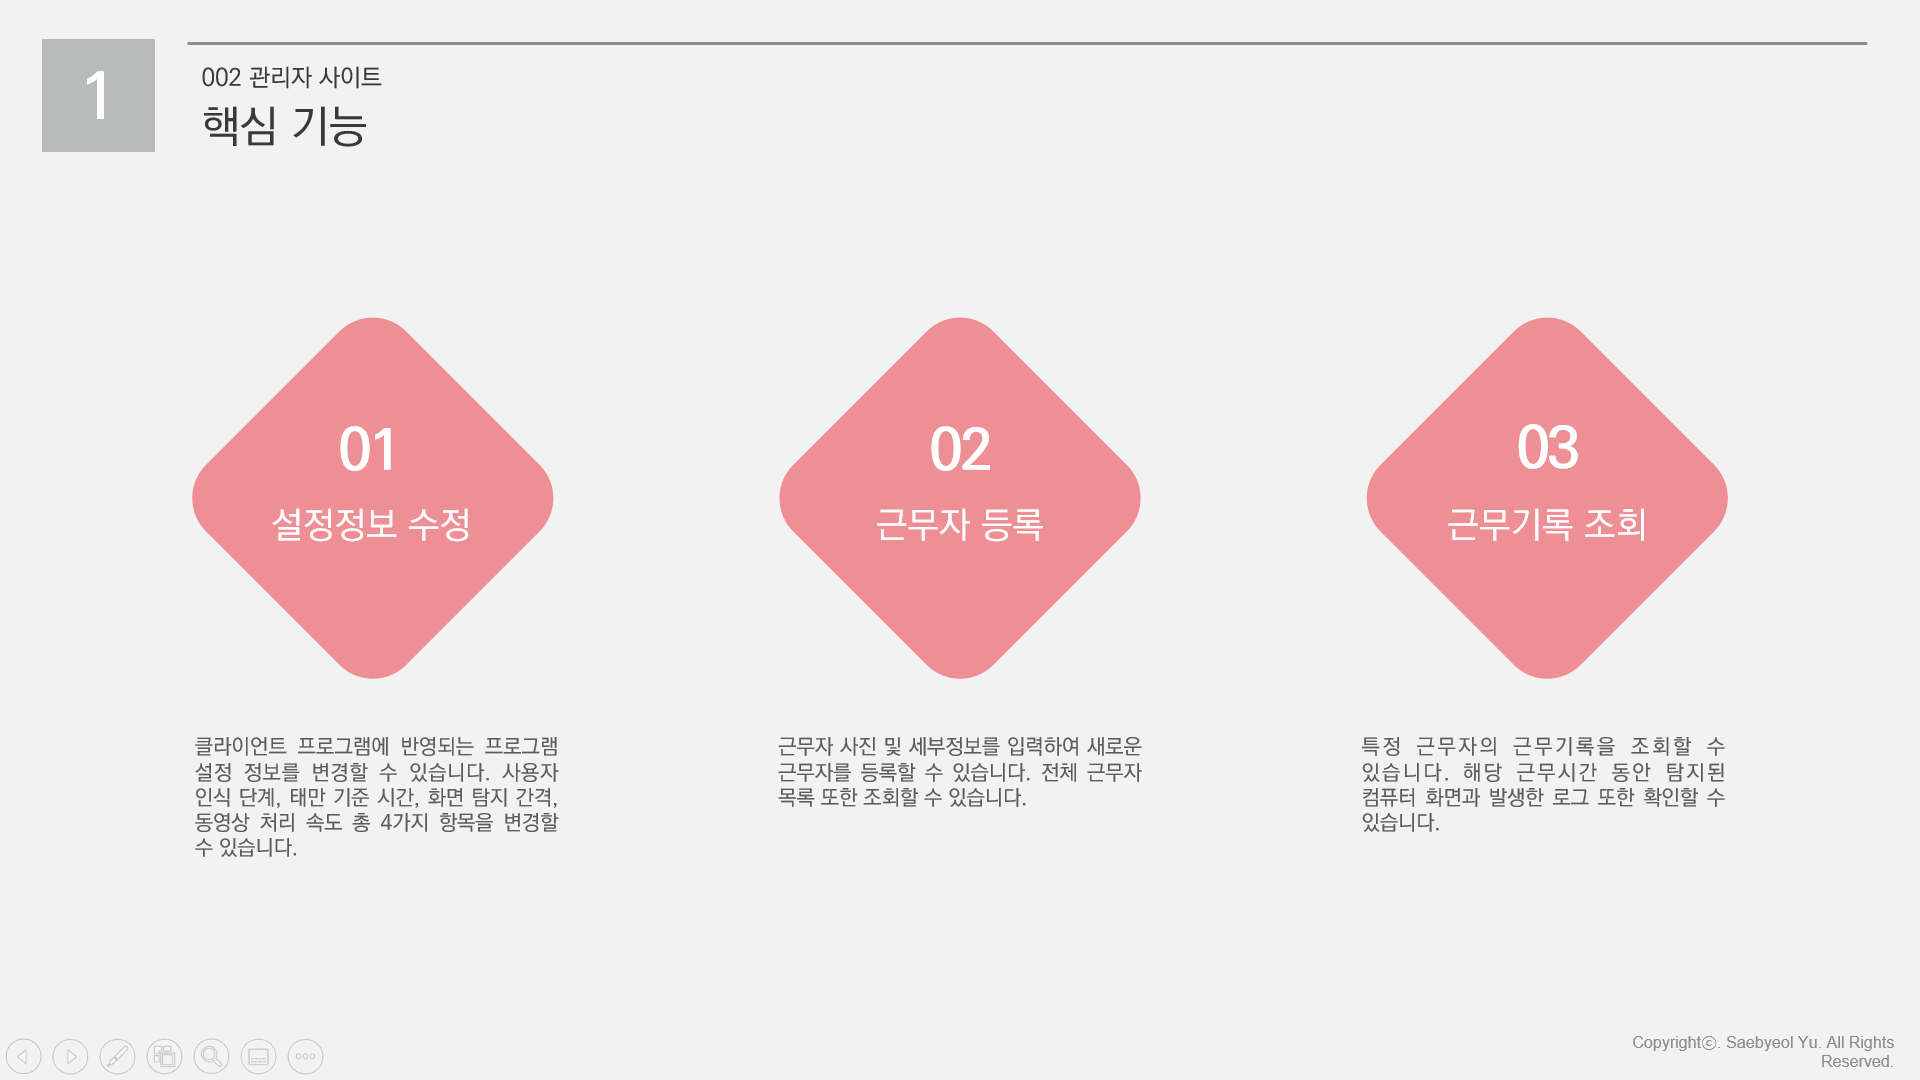 1
002 관리자 사이트
핵심 기능
01
설정정보 수정
클라이언트 프로그램에 반영되는 프로그램
설정 정보를 변경할 수 있습니다. 사용자
인식 단계, 태만 기준 시간, 화면 탐지 간격,
동영상 처리 속도 총 4가지 항목을 변경할
수 있습니다.
02
근무자 등록
근무자 사진 및 세부정보를 입력하여 새로운
근무자를 등록할 수 있습니다. 전체 근무자
목록 또한 조회할 수 있습니다.
03
근무기록 조회
특정 근무자의 근무기록을 조회할 수
있습니다. 해당 근무시간 동안 탐지된
컴퓨터 화면과 발생한 로그 또한 확인할 수
있습니다.
Copyrightⓒ. Saebyeol Yu. All Rights
Reserved.